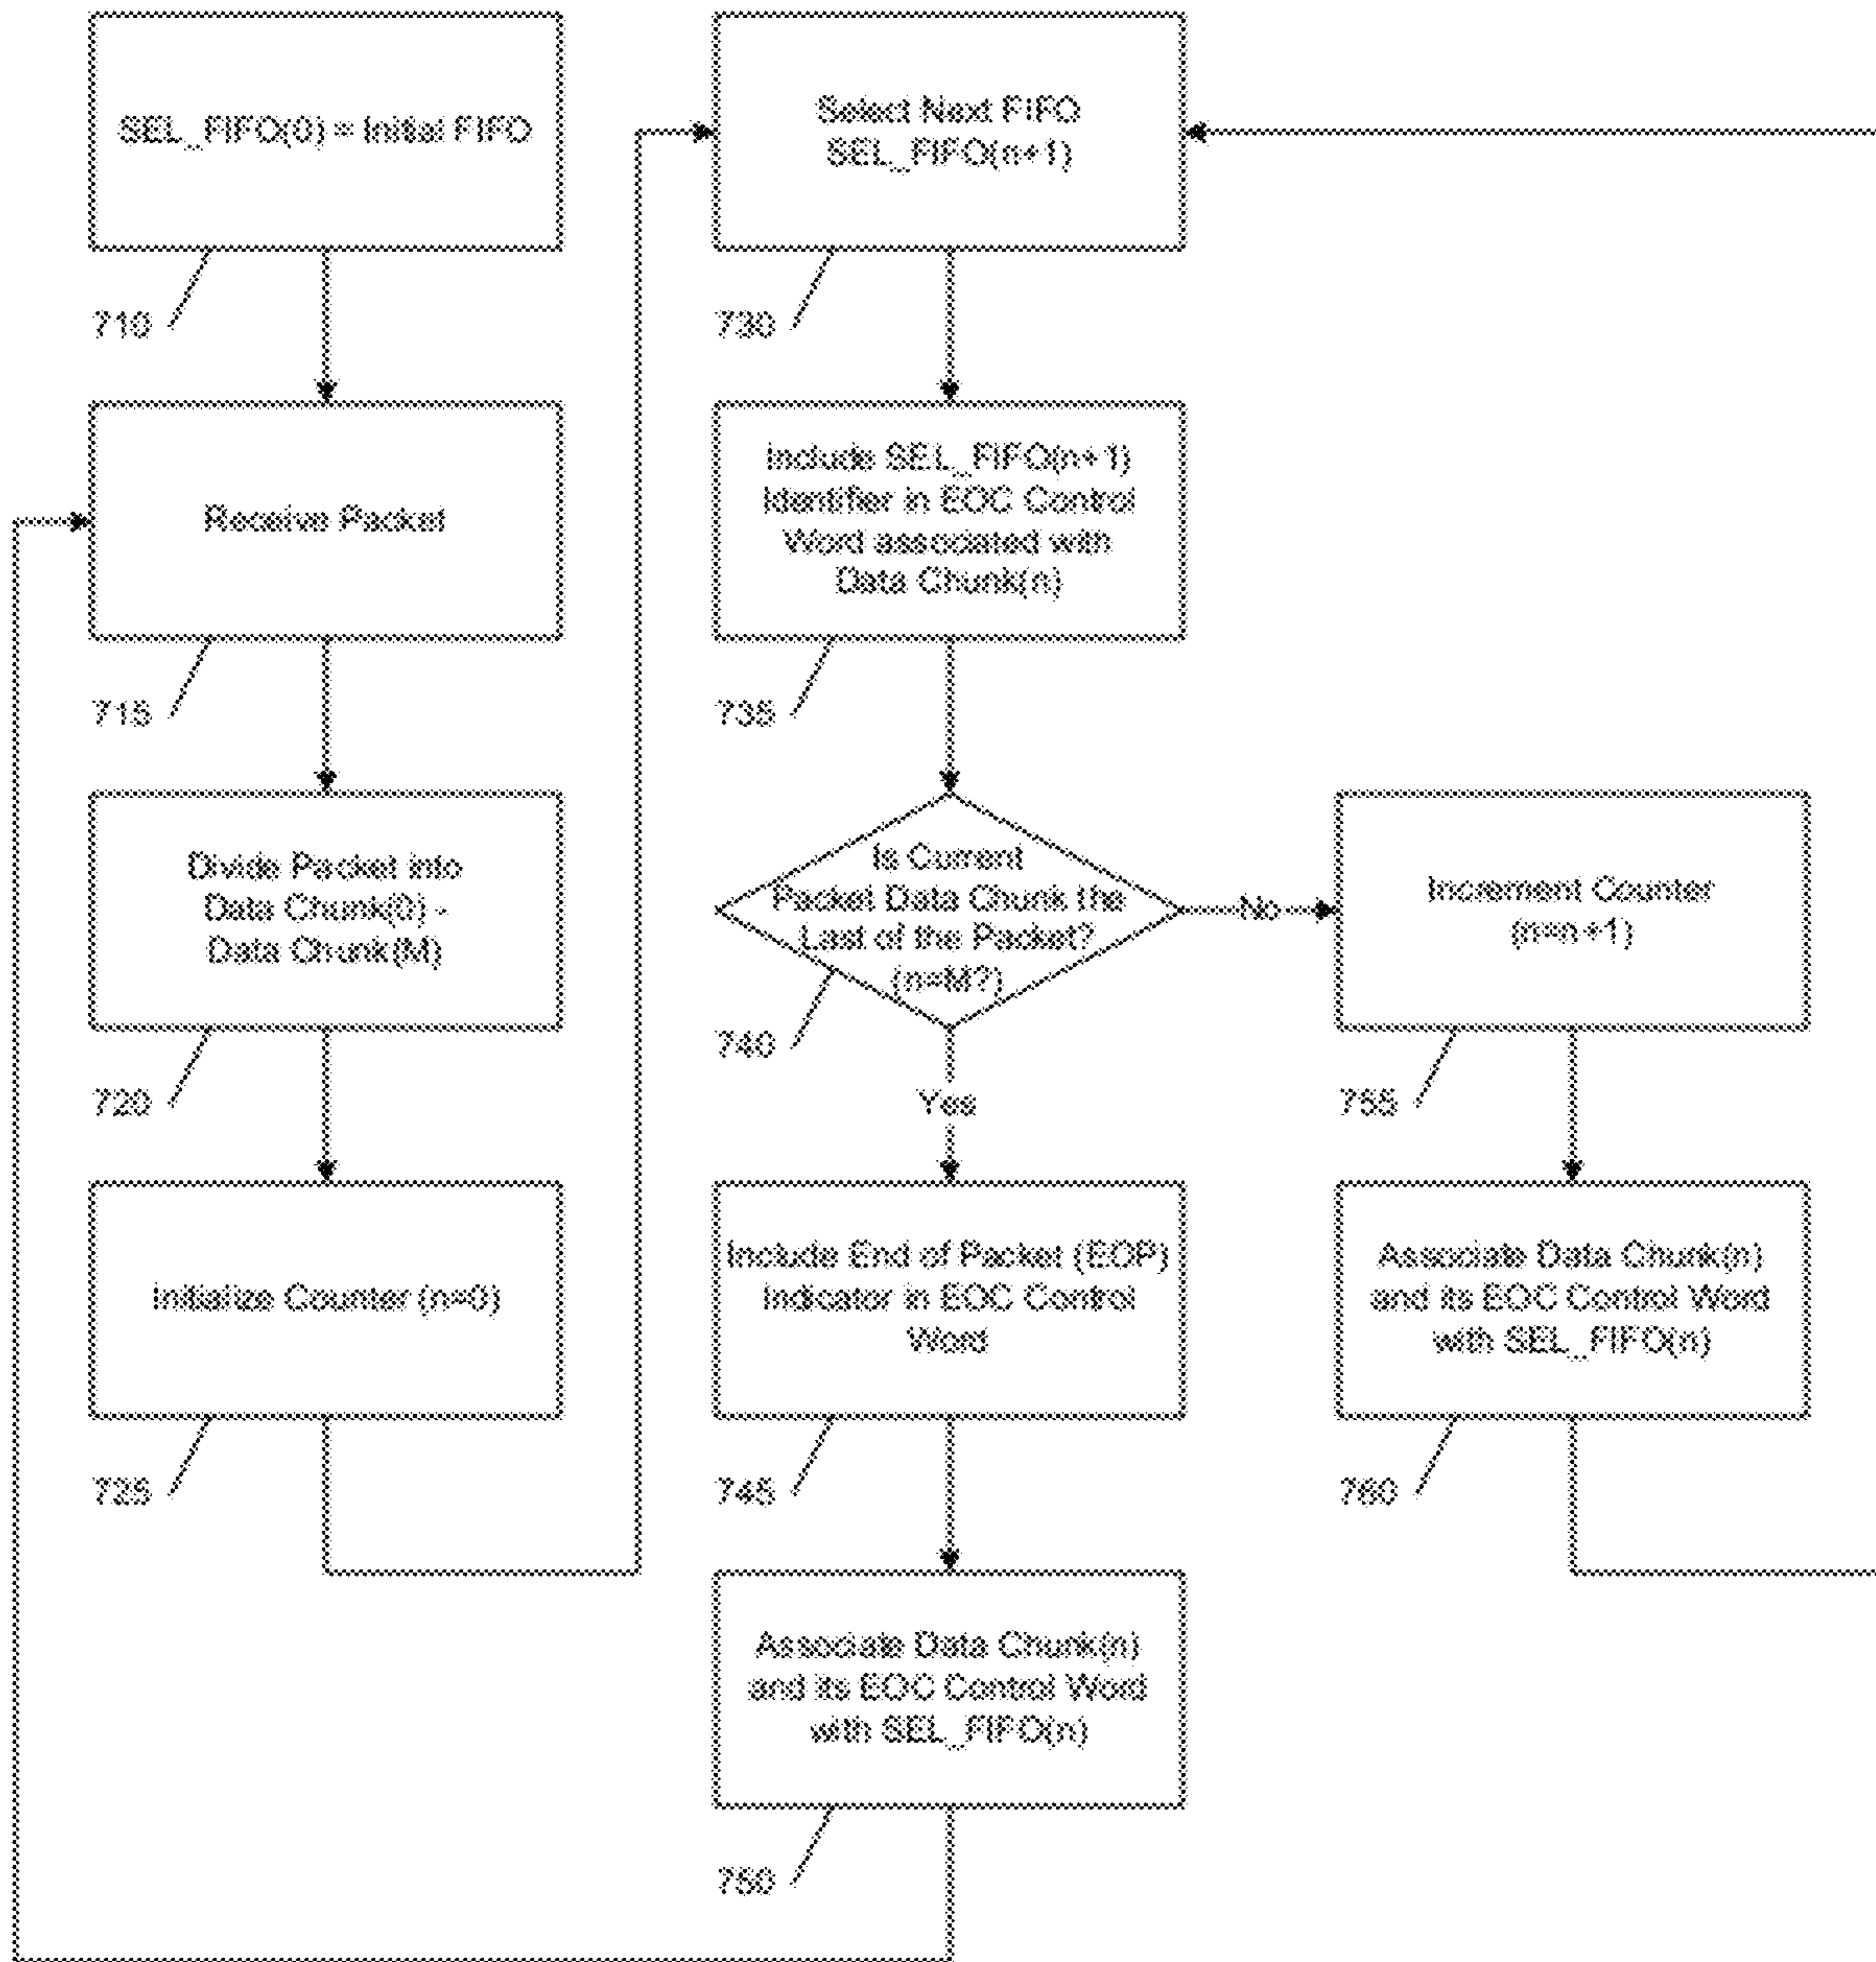 SEL_FIFO(0) = Initial FIFO
710
Receive Packet
715
Divide Packet into
Data Chunk(0) -
Data Chunk(M)
720
Initialize Counter (n=0)
725
Select Next FIFO
SEL_FIFO(n+1)
730
Include SEL_FIFO(n+1)
Identifier in EOC Control
Word associated with
Data Chunk(n)
735
Is Current
Packet Data Chunk the
Last of the Packet?
(n=M?)
740
No
Yes
Include End of Packet (EOP)
Indicator in EOC Control
Word
745
Associate Data Chunk(n)
and its EOC Control Word
with SEL_FIFO(n)
750
Increment Counter
(n=n+1)
755
Associate Data Chunk(n)
and its EOC Control Word
with SEL_FIFO(n)
760